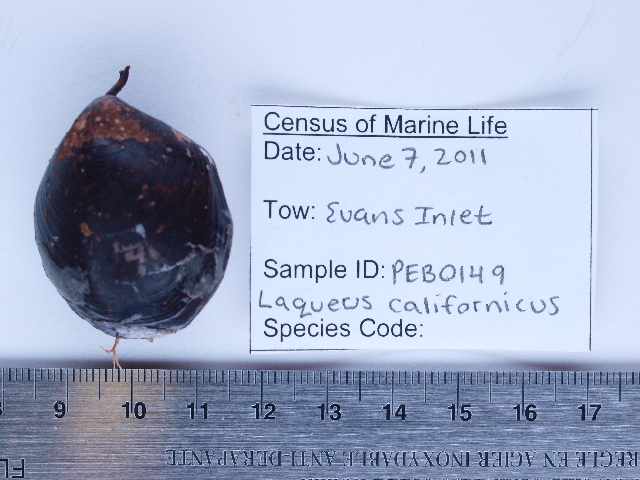 Census of Marine Life
Date: June 7, 2011
Tow: Evans Inlet
Sample ID: PEB0149
Laqueus californicus
Species Code:
9 10 11 12 13 14 15 16 17
RÈGLE EN ACIER INOXYDABLE ANTI-DÉRAPANTE
FL